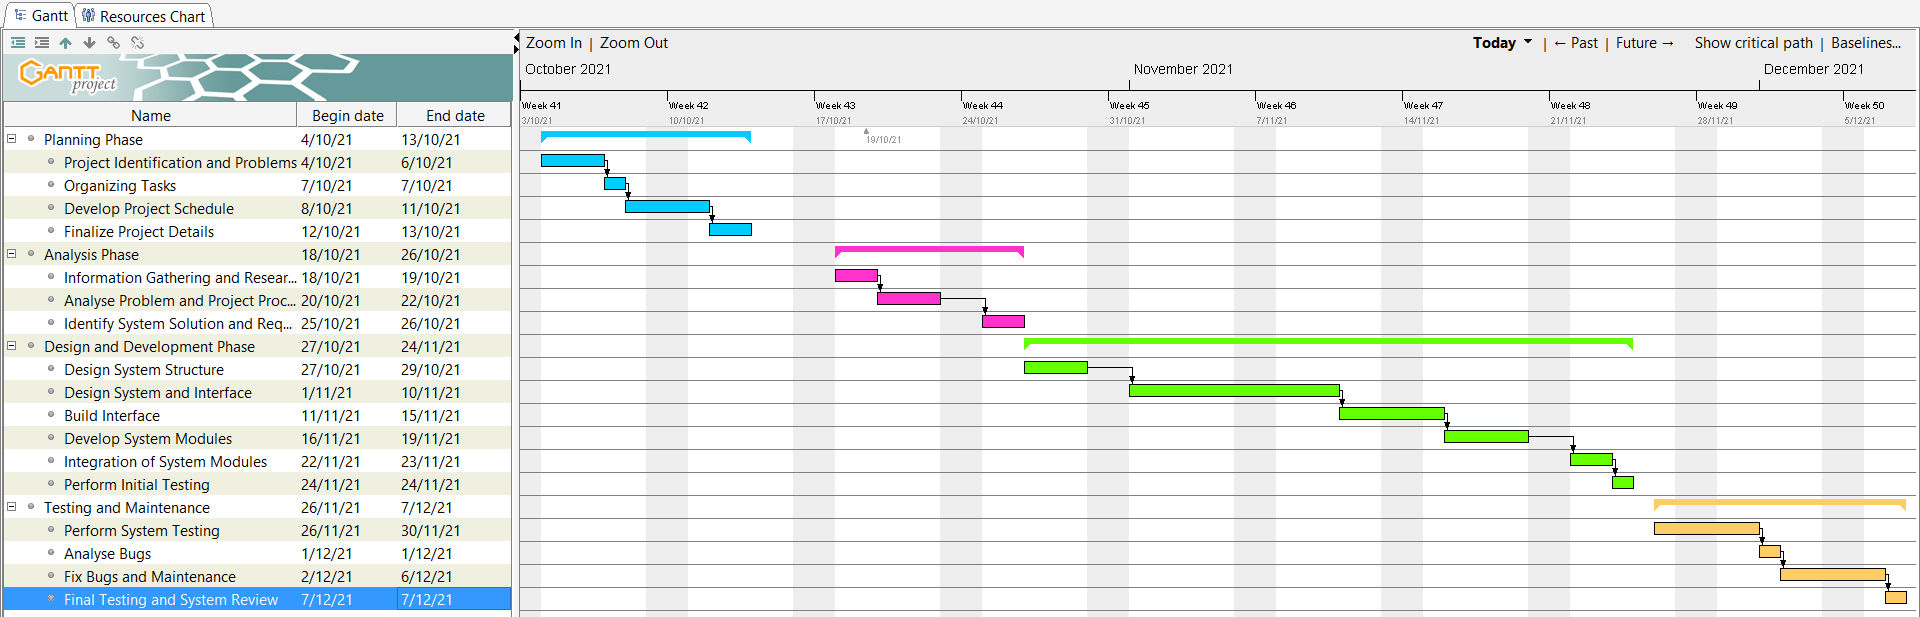 Gantt Resources Chart
Zoom In | Zoom Out Today | ← Past | Future → Show critical path | Baselines...
GANTT project
October 2021 November 2021 December 2021
Week 41 Week 42 Week 43 Week 44 Week 45 Week 46 Week 47 Week 48 Week 49 Week 50
3/10/21 10/10/21 17/10/21 24/10/21 31/10/21 7/11/21 14/11/21 21/11/21 28/11/21 5/12/21
19/10/21
Name Begin date End date
Planning Phase 4/10/21 13/10/21
Project Identification and Problems 4/10/21 6/10/21
Organizing Tasks 7/10/21 7/10/21
Develop Project Schedule 8/10/21 11/10/21
Finalize Project Details 12/10/21 13/10/21
Analysis Phase 18/10/21 26/10/21
Information Gathering and Resear... 18/10/21 19/10/21
Analyse Problem and Project Proc... 20/10/21 22/10/21
Identify System Solution and Req... 25/10/21 26/10/21
Design and Development Phase 27/10/21 24/11/21
Design System Structure 27/10/21 29/10/21
Design System and Interface 1/11/21 10/11/21
Build Interface 11/11/21 15/11/21
Develop System Modules 16/11/21 19/11/21
Integration of System Modules 22/11/21 23/11/21
Perform Initial Testing 24/11/21 24/11/21
Testing and Maintenance 26/11/21 7/12/21
Perform System Testing 26/11/21 30/11/21
Analyse Bugs 1/12/21 1/12/21
Fix Bugs and Maintenance 2/12/21 6/12/21
Final Testing and System Review 7/12/21 7/12/21